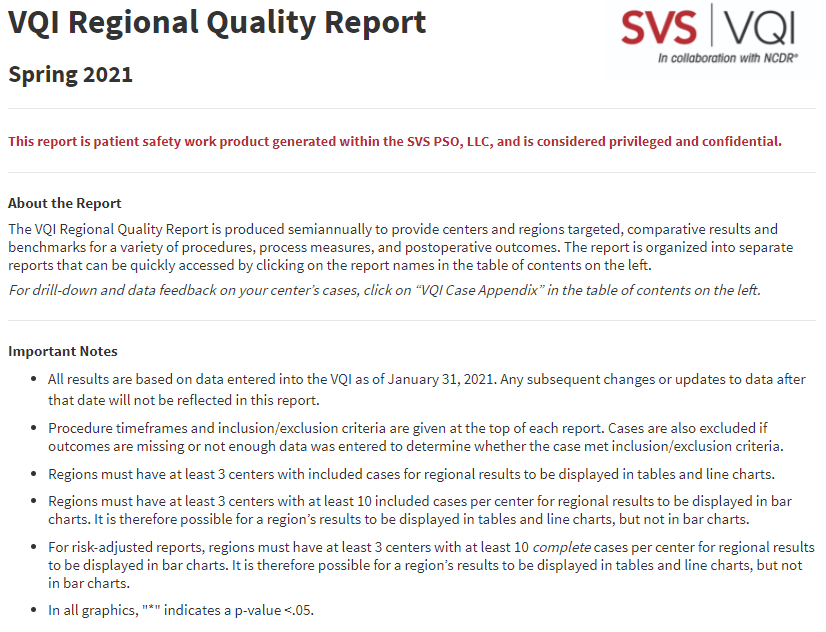 VQI Regional Quality Report
SVS | VQI
In collaboration with NCDR®
Spring 2021
This report is patient safety work product generated within the SVS PSO, LLC, and is considered privileged and confidential.
About the Report
The VQI Regional Quality Report is produced semiannually to provide centers and regions targeted, comparative results and
benchmarks for a variety of procedures, process measures, and postoperative outcomes. The report is organized into separate
reports that can be quickly accessed by clicking on the report names in the table of contents on the left.
For drill-down and data feedback on your center's cases, click on “VQI Case Appendix” in the table of contents on the left.
Important Notes
• All results are based on data entered into the VQI as of January 31, 2021. Any subsequent changes or updates to data after
that date will not be reflected in this report.
• Procedure timeframes and inclusion/exclusion criteria are given at the top of each report. Cases are also excluded if
outcomes are missing or not enough data was entered to determine whether the case met inclusion/exclusion criteria.
• Regions must have at least 3 centers with included cases for regional results to be displayed in tables and line charts.
• Regions must have at least 3 centers with at least 10 included cases per center for regional results to be displayed in bar
charts. It is therefore possible for a region's results to be displayed in tables and line charts, but not in bar charts.
• For risk-adjusted reports, regions must have at least 3 centers with at least 10 complete cases per center for regional results
to be displayed in bar charts. It is therefore possible for a region's results to be displayed in tables and line charts, but not
in bar charts.
• In all graphics, "*" indicates a p-value <.05.